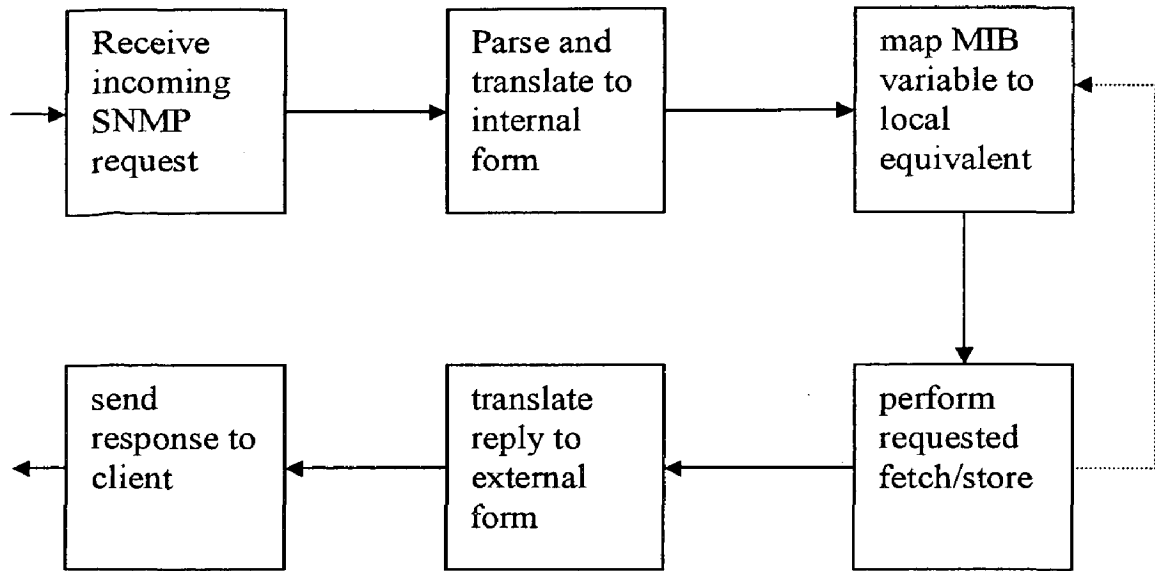 Receive
incoming
SNMP
request
Parse and
translate to
internal
form
map MIB
variable to
local
equivalent
send
response to
client
translate
reply to
external
form
perform
requested
fetch/store